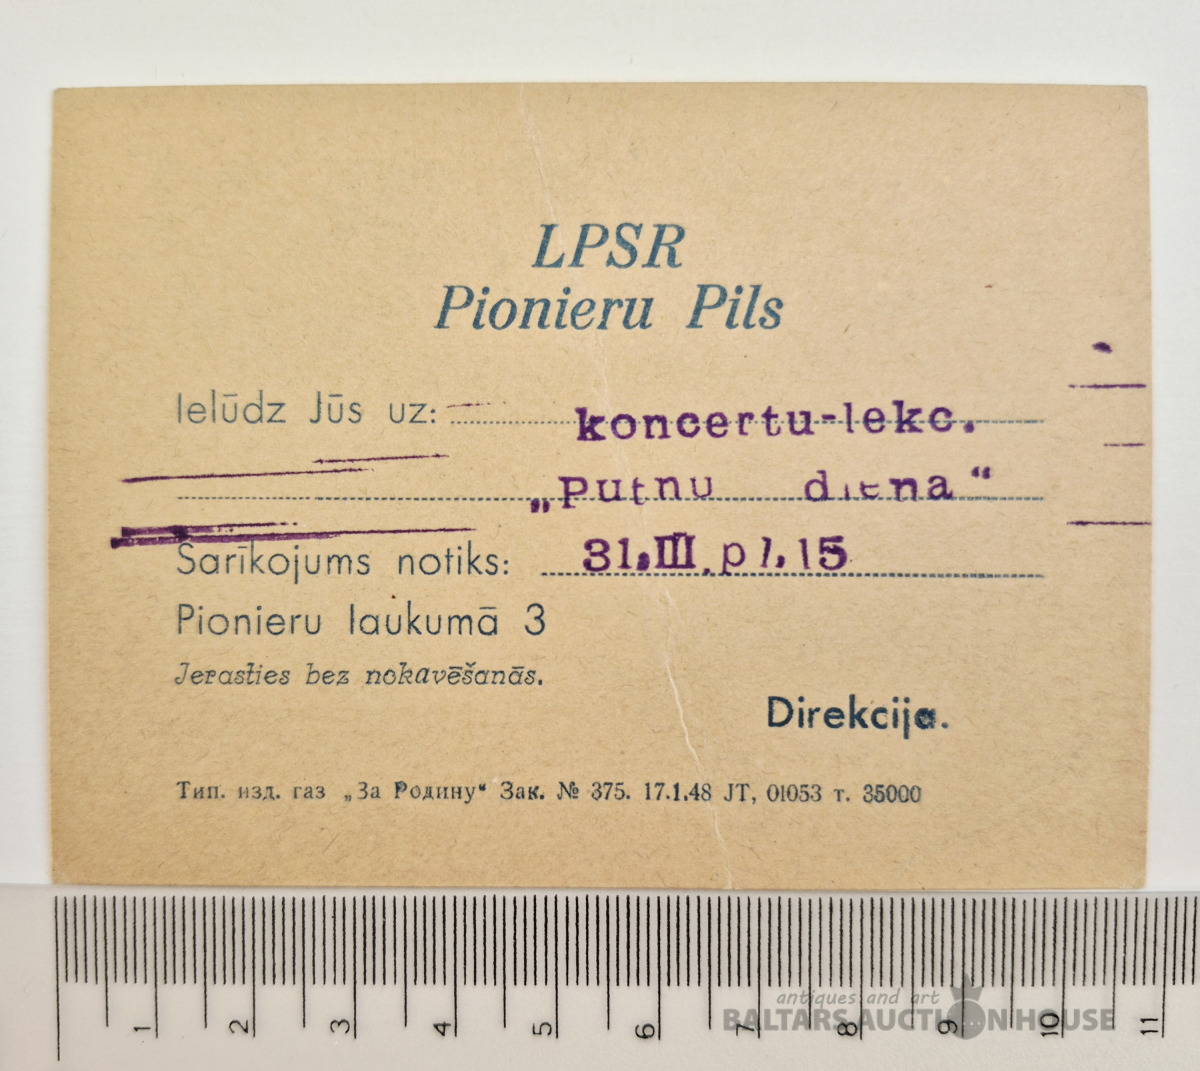 LPSR
Pionieru Pils
Ielūdz Jūs uz: koncertu-lekc.
„Putnu diena“
Sarīkojums notiks: 31.III p 1.15
Pionieru laukumā 3
Jerasties bez nokavēšanās.
Direkcija.
Тип. изд. газ „За Родину“ Зак. № 375. 17.1.48 JT, 01053 т. 35000
1 2 3 4 5 6 7 8 9 10 11
antiques and art
BALTARS AUCTION HOUSE